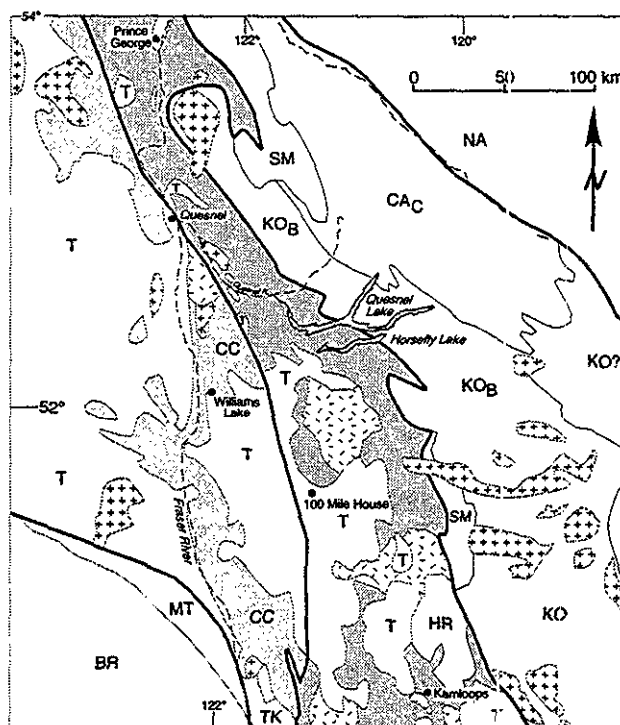 54°
122°
120°
Prince
George
0 50 100 km
N
T
NA
SM
CAC
KOB
T
Quesnel
T
Quesnel
Lake
Horsefly Lake
CC
T
KOB
KO?
52°
Williams
Lake
T
T
100 Mile House
T
Fraser River
SM
T
MT
CC
T
HR
KO
BR
Kamloops
T
122°
TK